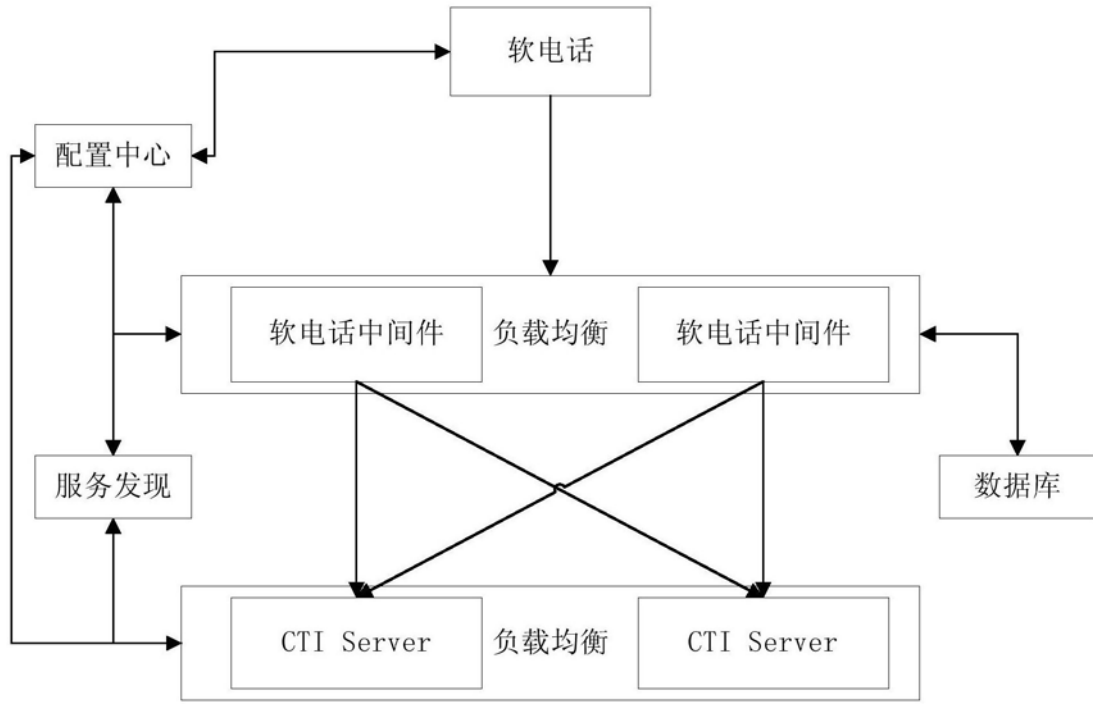 软电话
配置中心
软电话中间件
负载均衡
软电话中间件
服务发现
数据库
CTI Server
负载均衡
CTI Server